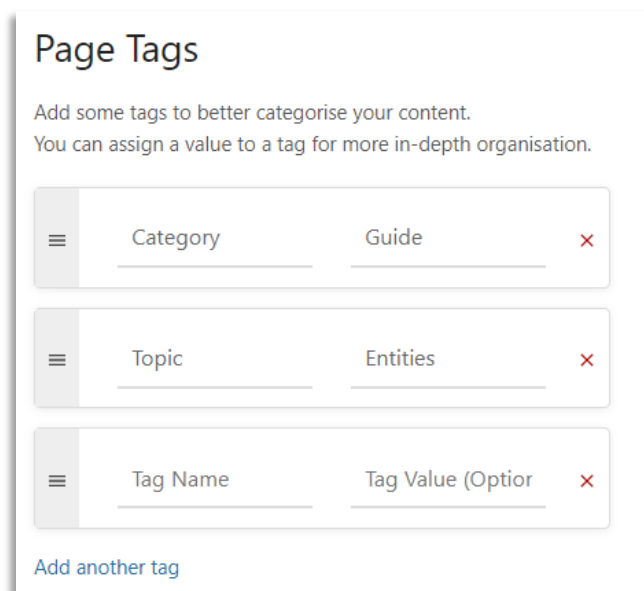 Page Tags
Add some tags to better categorise your content.
You can assign a value to a tag for more in-depth organisation.
Category Guide
Topic Entities
Tag Name Tag Value (Option
Add another tag